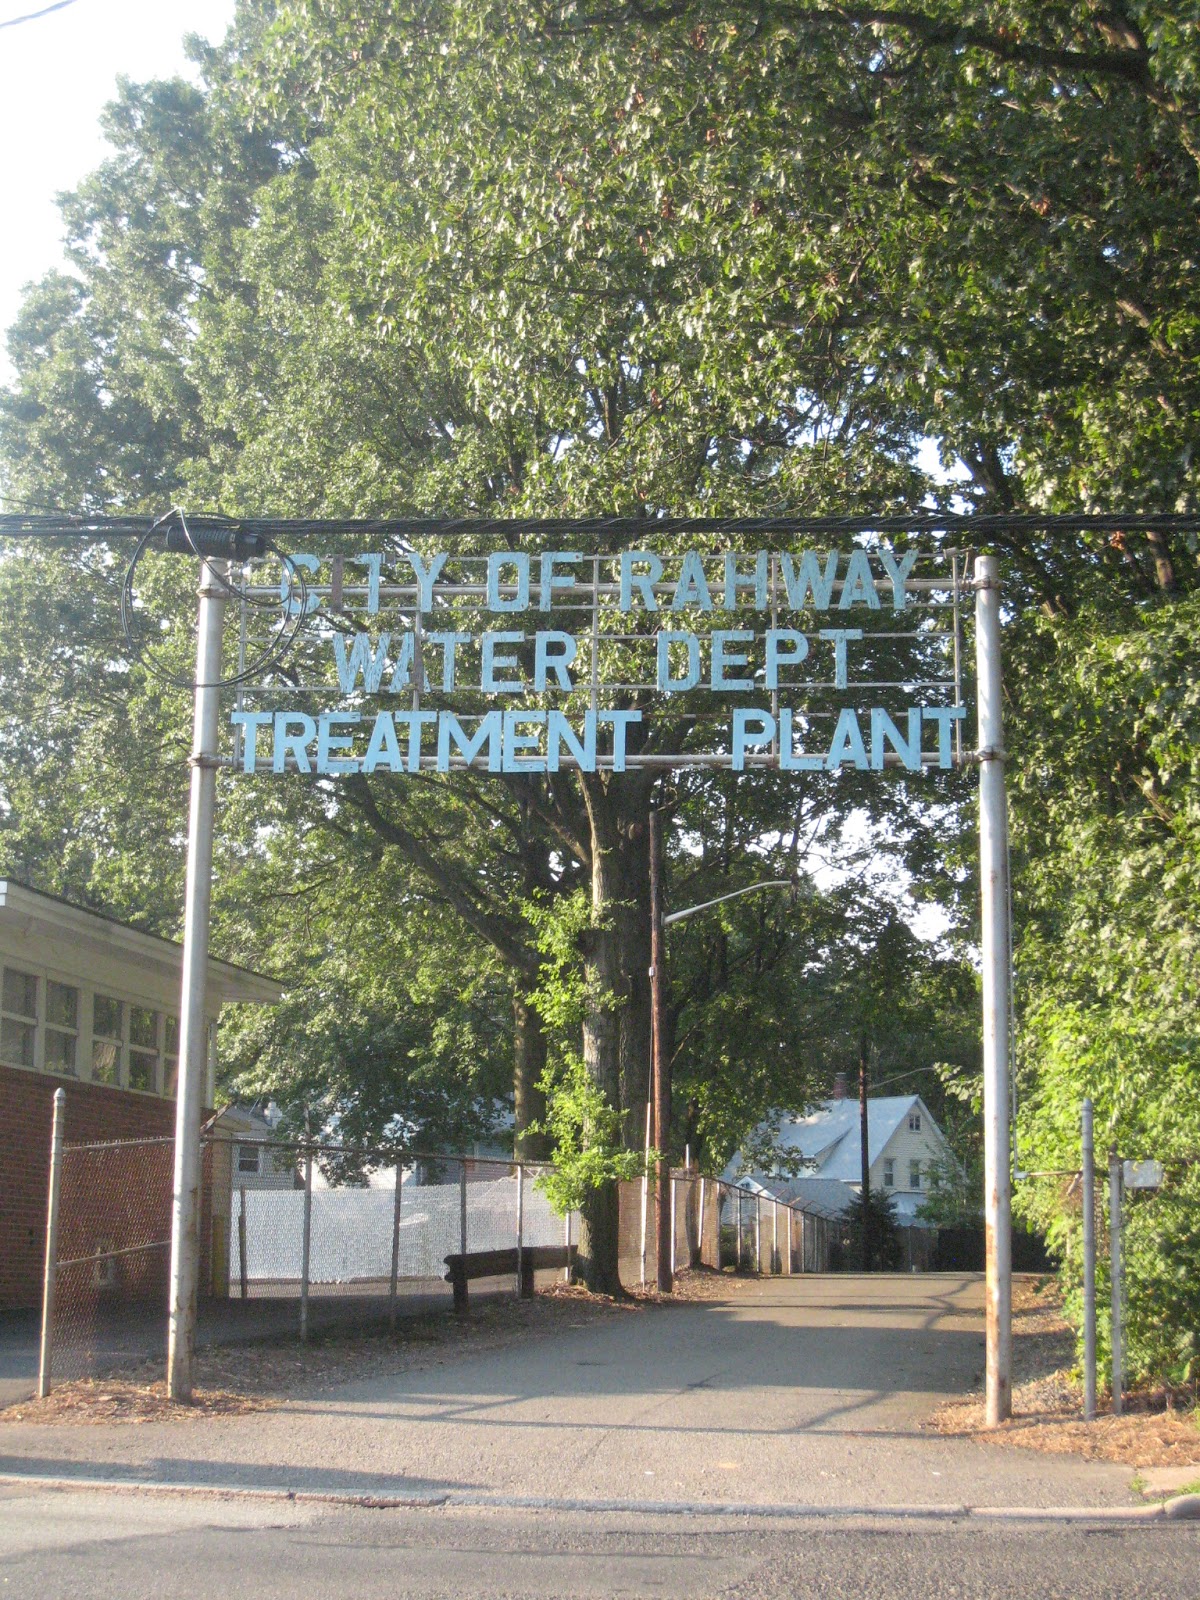 CITY OF RAHWAY
WATER DEPT
TREATMENT PLANT